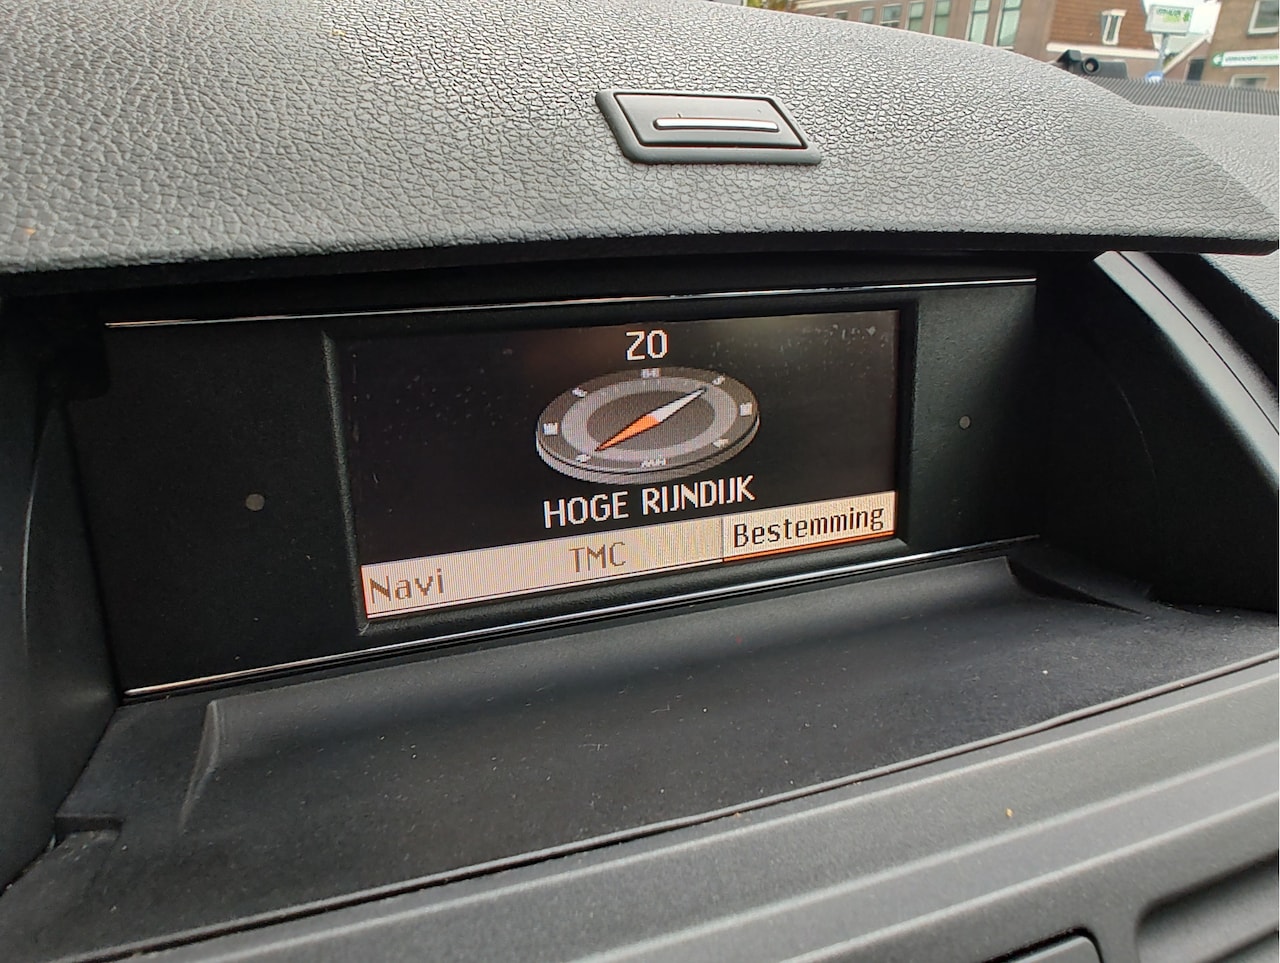 ZO
HOGE RIJNDIJK
Navi TMC Bestemming